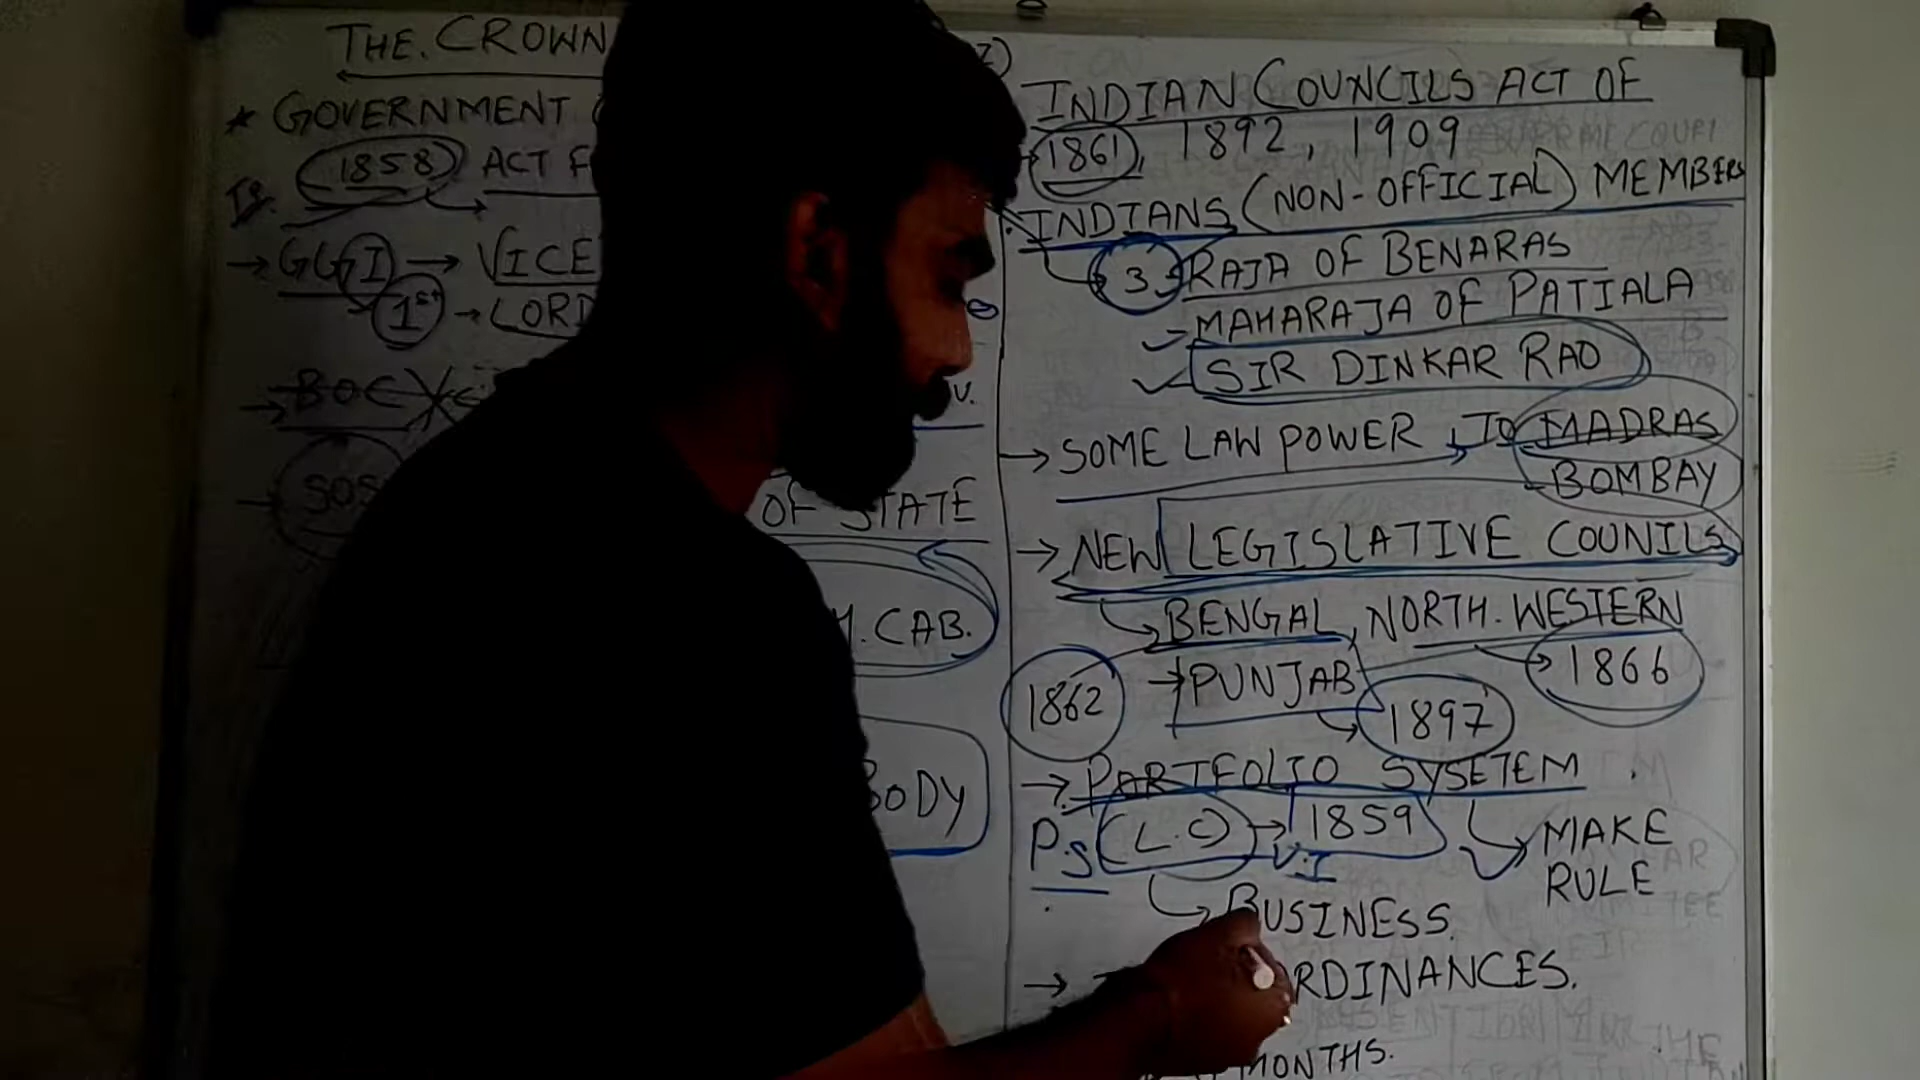 THE. CROWN
* GOVERNMENT
1858 ACT
→ GGI → VICE
1st → LORD
→ BOC
→ SOS
OF STATE
CAB.
BODY
INDIAN COUNCILS ACT OF
→ 1861, 1892, 1909
INDIANS (NON-OFFICIAL) MEMBERS
3 RAJA OF BENARAS
MAHARAJA OF PATIALA
SIR DINKAR RAO
→ SOME LAW POWER → TO MADRAS
BOMBAY
→ NEW LEGISLATIVE COUNILS
BENGAL, NORTH. WESTERN
1862 → PUNJAB 1866
1897
→ PARTFOLIO SYSETEM
P.S (L.C) → 1859 MAKE
V.I RULE
BUSINESS.
→ RDINANCES.
MONTHS.